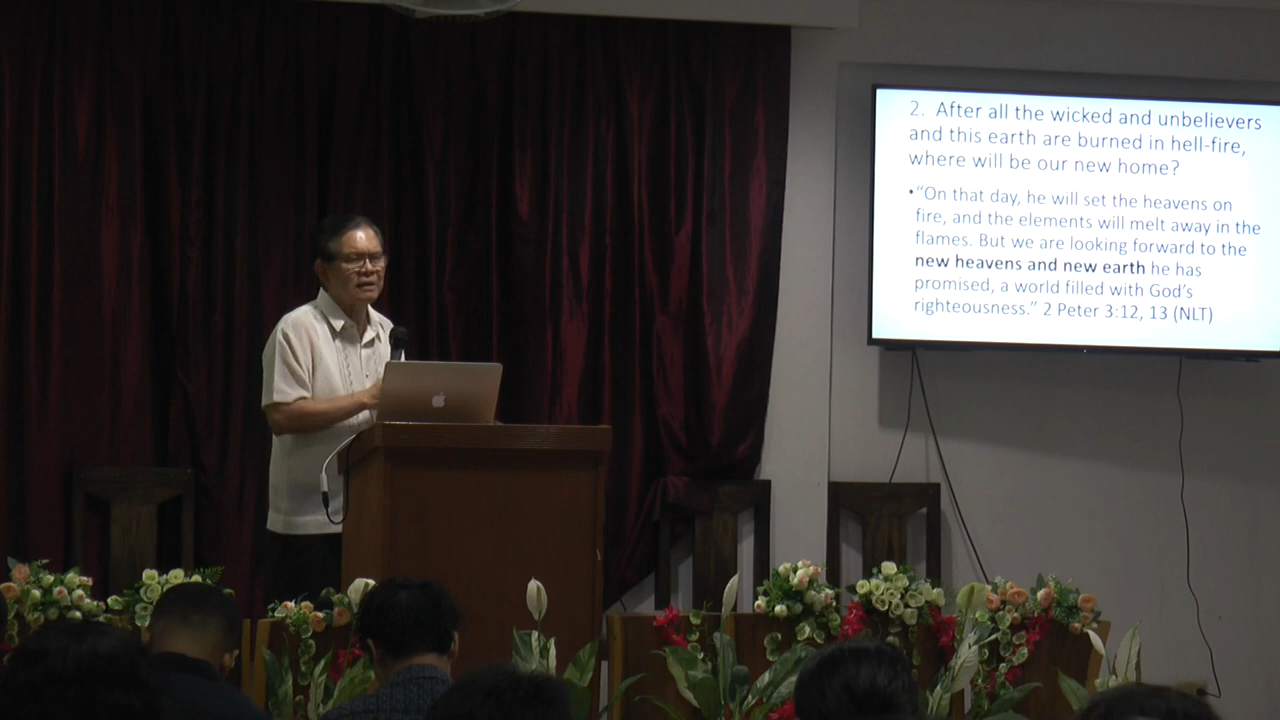 2. After all the wicked and unbelievers
and this earth are burned in hell-fire,
where will be our new home?
•“On that day, he will set the heavens on
fire, and the elements will melt away in the
flames. But we are looking forward to the
new heavens and new earth he has
promised, a world filled with God’s
righteousness.” 2 Peter 3:12, 13 (NLT)